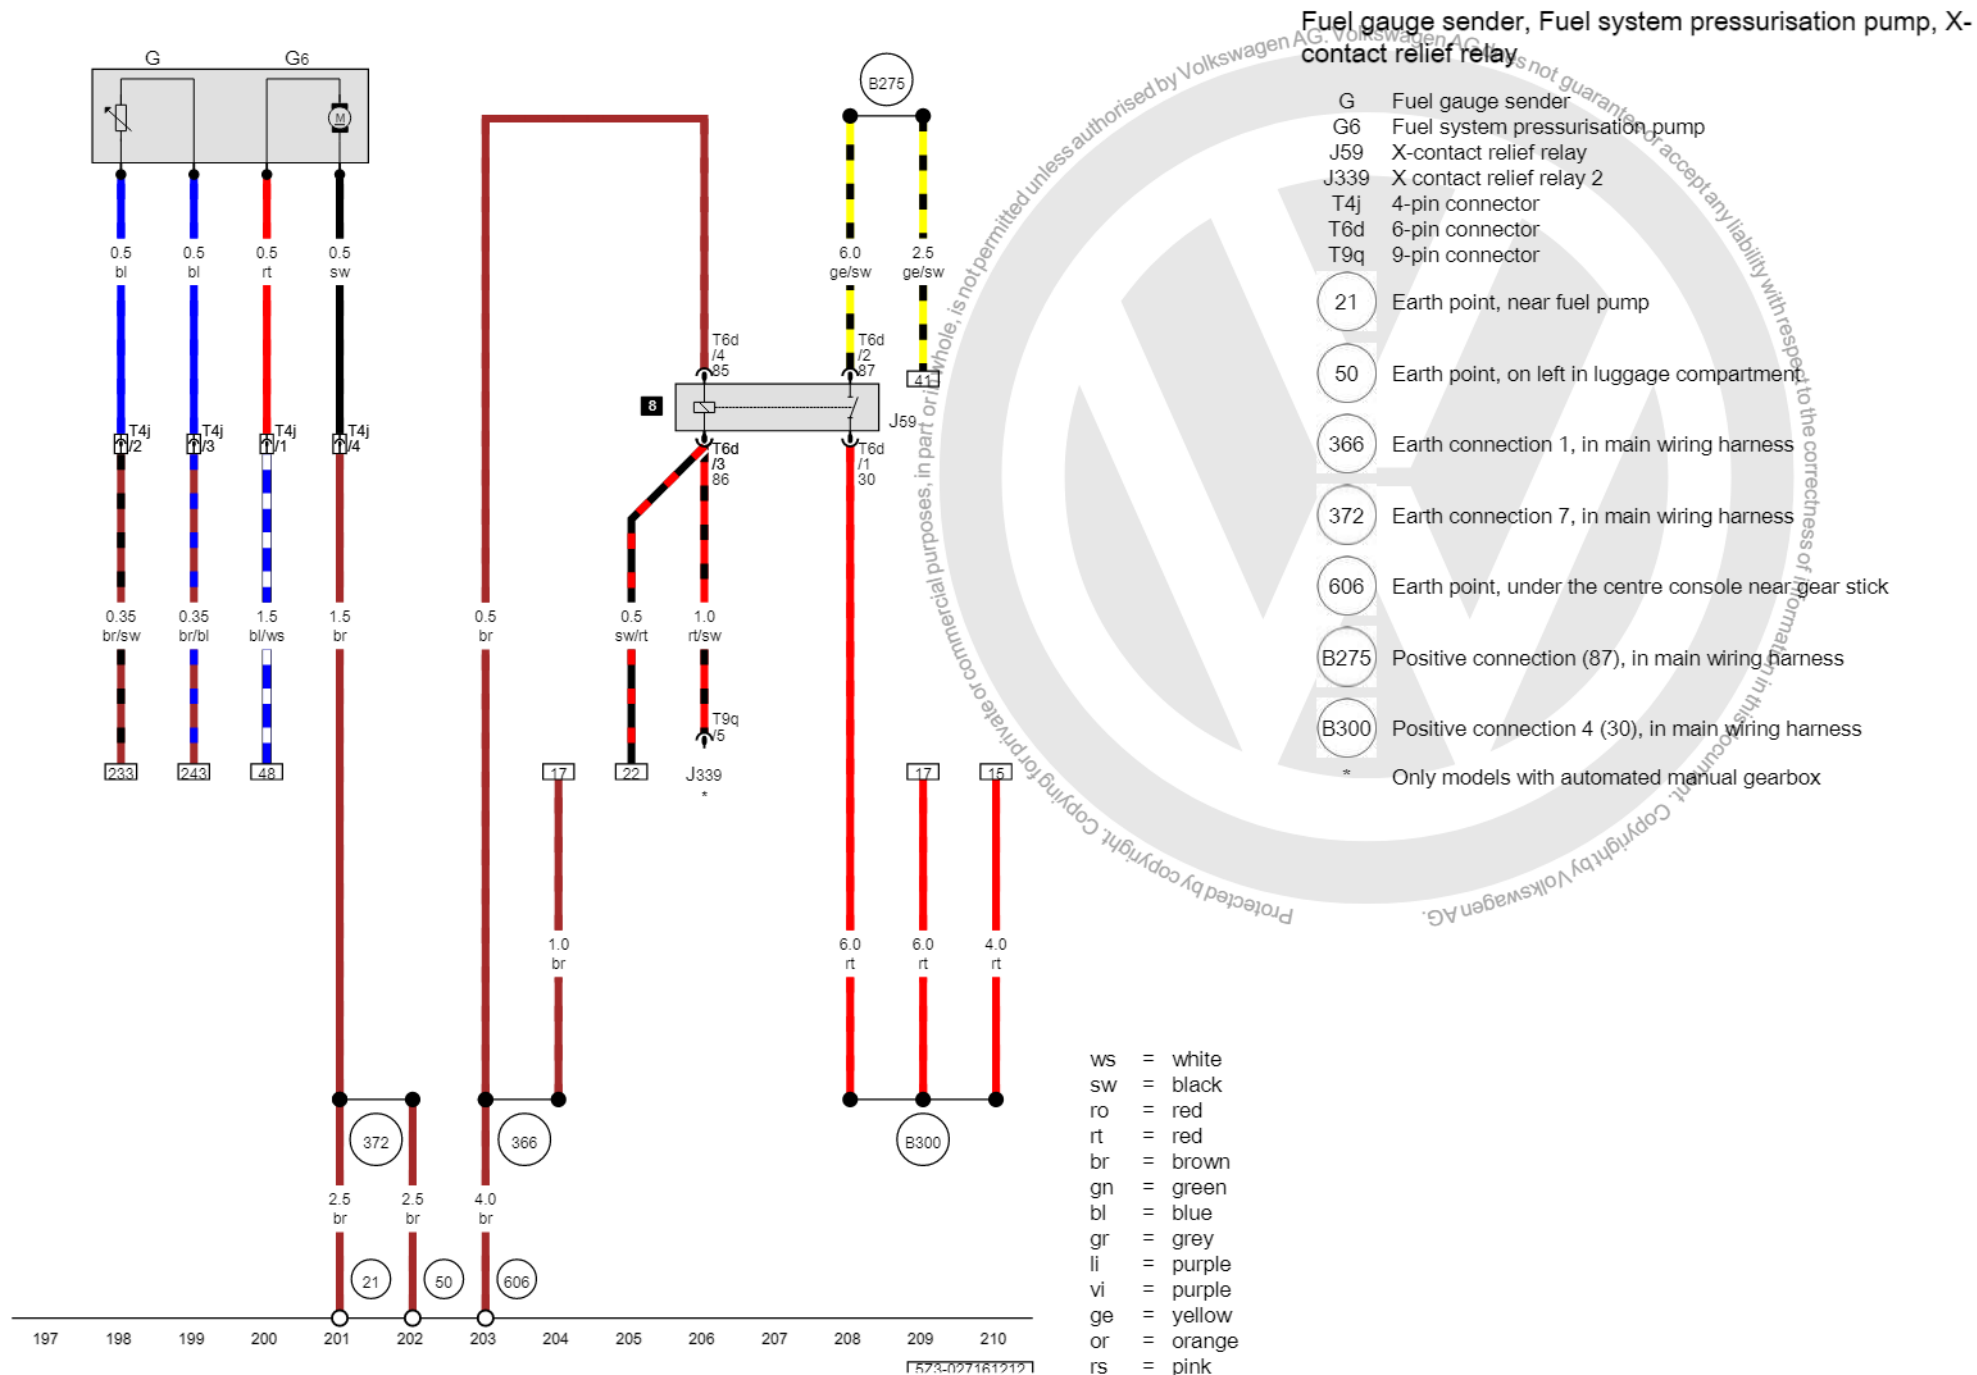 Fuel gauge sender, Fuel system pressurisation pump, X-
contact relief relay
G Fuel gauge sender
G6 Fuel system pressurisation pump
J59 X-contact relief relay
J339 X contact relief relay 2
T4j 4-pin connector
T6d 6-pin connector
T9q 9-pin connector
21 Earth point, near fuel pump
50 Earth point, on left in luggage compartment
366 Earth connection 1, in main wiring harness
372 Earth connection 7, in main wiring harness
606 Earth point, under the centre console near gear stick
B275 Positive connection (87), in main wiring harness
B300 Positive connection 4 (30), in main wiring harness
* Only models with automated manual gearbox
G G6
B275
0.5 0.5 0.5 0.5 6.0 2.5
bl bl rt sw ge/sw ge/sw
T6d T6d
/4 /2
85 87
41
8
J59
T4j T4j T4j T4j
/2 /3 /1 /4
T6d T6d
/3 /1
86 30
0.35 0.35 1.5 1.5 0.5 0.5 1.0
br/sw br/bl bl/ws br br sw/rt rt/sw
T9q
/5
233 243 48 17 22 J339 17 15
*
1.0 6.0 6.0 4.0
br rt rt rt
372 366 B300
2.5 2.5 4.0
br br br
21 50 606
197 198 199 200 201 202 203 204 205 206 207 208 209 210
573-027161212
ws = white
sw = black
ro = red
rt = red
br = brown
gn = green
bl = blue
gr = grey
li = purple
vi = purple
ge = yellow
or = orange
rs = pink
Protected by copyright. Copying for private or commercial purposes, in part or in whole, is not permitted unless authorised by Volkswagen AG. Volkswagen AG does not guarantee or accept any liability with respect to the correctness of information in this document. Copyright by Volkswagen AG.
M